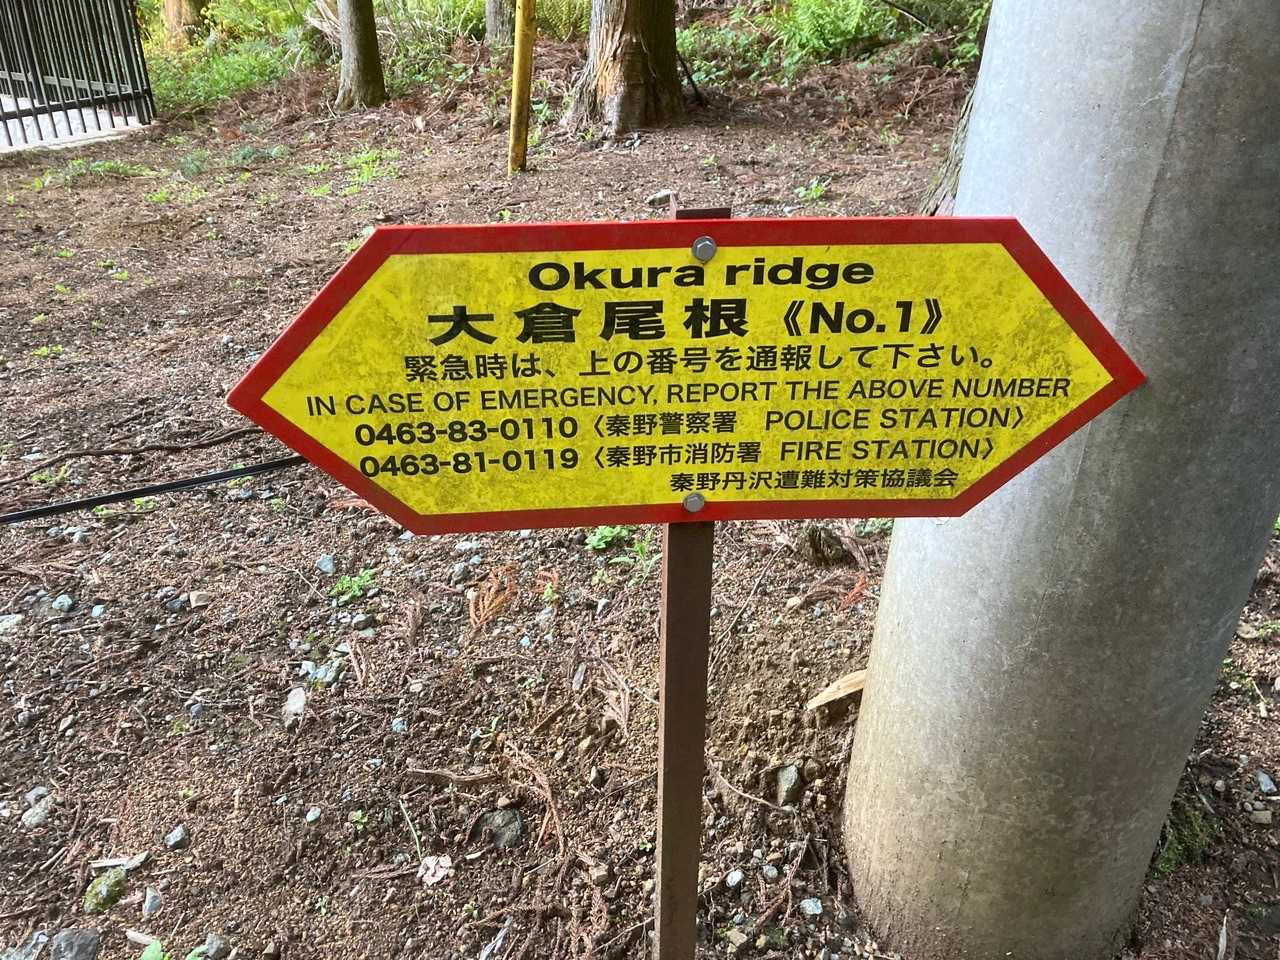 Okura ridge
大倉尾根 《No.1》
緊急時は、上の番号を通報して下さい。
IN CASE OF EMERGENCY, REPORT THE ABOVE NUMBER
0463-83-0110〈秦野警察署 POLICE STATION〉
0463-81-0119〈秦野市消防署 FIRE STATION〉
秦野丹沢遭難対策協議会